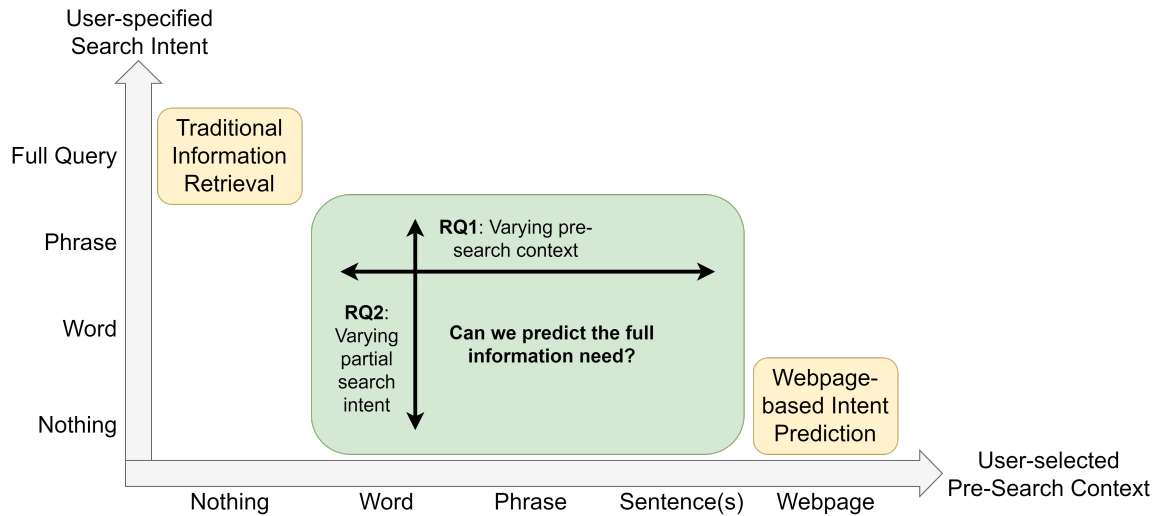 User-specified
Search Intent
Traditional
Information
Retrieval
Full Query
RQ1: Varying pre-
search context
Phrase
RQ2:
Varying
partial
search
intent
Word
Can we predict the full
information need?
Webpage-
based Intent
Prediction
Nothing
User-selected
Pre-Search Context
Nothing
Word
Phrase
Sentence(s)
Webpage